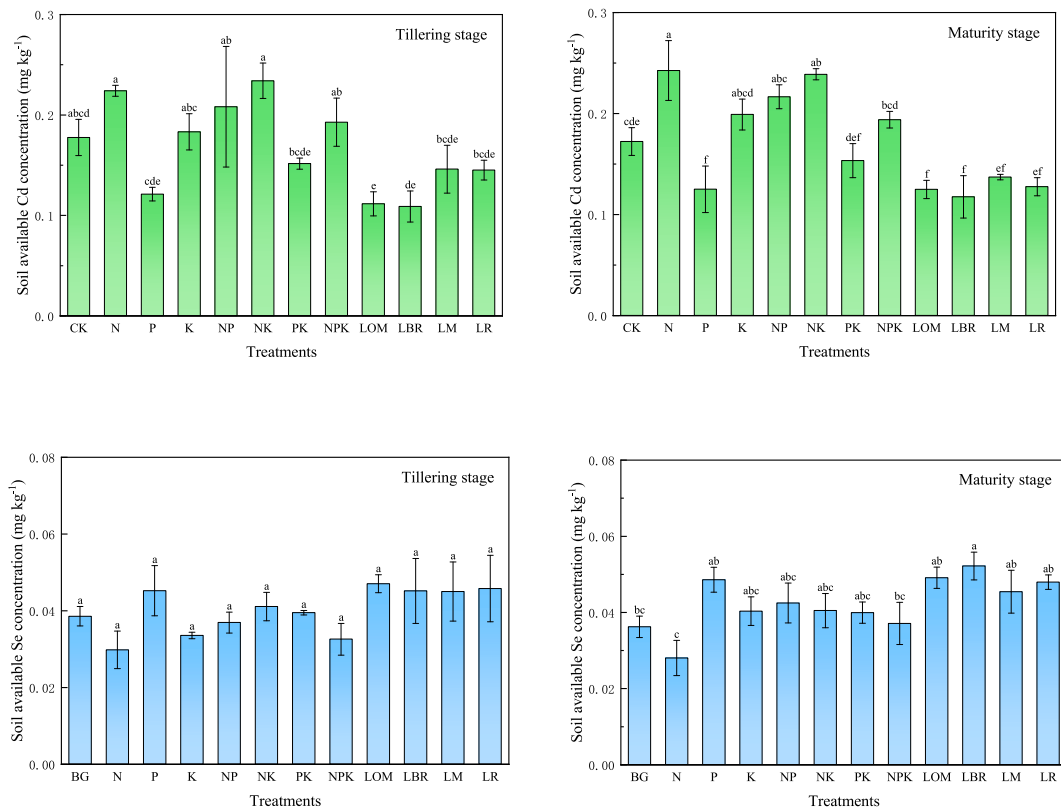 Soil available Cd concentration (mg kg⁻¹)
0.3
0.2
0.1
0.0
Tillering stage
abcd a cde abc ab a bcde ab e de bcde bcde
CK N P K NP NK PK NPK LOM LBR LM LR
Treatments
Soil available Cd concentration (mg kg⁻¹)
0.3
0.2
0.1
0.0
Maturity stage
cde a f abcd abc ab def bcd f f ef ef
CK N P K NP NK PK NPK LOM LBR LM LR
Treatments
Soil available Se concentration (mg kg⁻¹)
0.08
0.06
0.04
0.02
0.00
Tillering stage
a a a a a a a a a a a a
BG N P K NP NK PK NPK LOM LBR LM LR
Treatments
Soil available Se concentration (mg kg⁻¹)
0.08
0.06
0.04
0.02
0.00
Maturity stage
bc c ab abc abc abc abc bc ab a ab ab
BG N P K NP NK PK NPK LOM LBR LM LR
Treatments